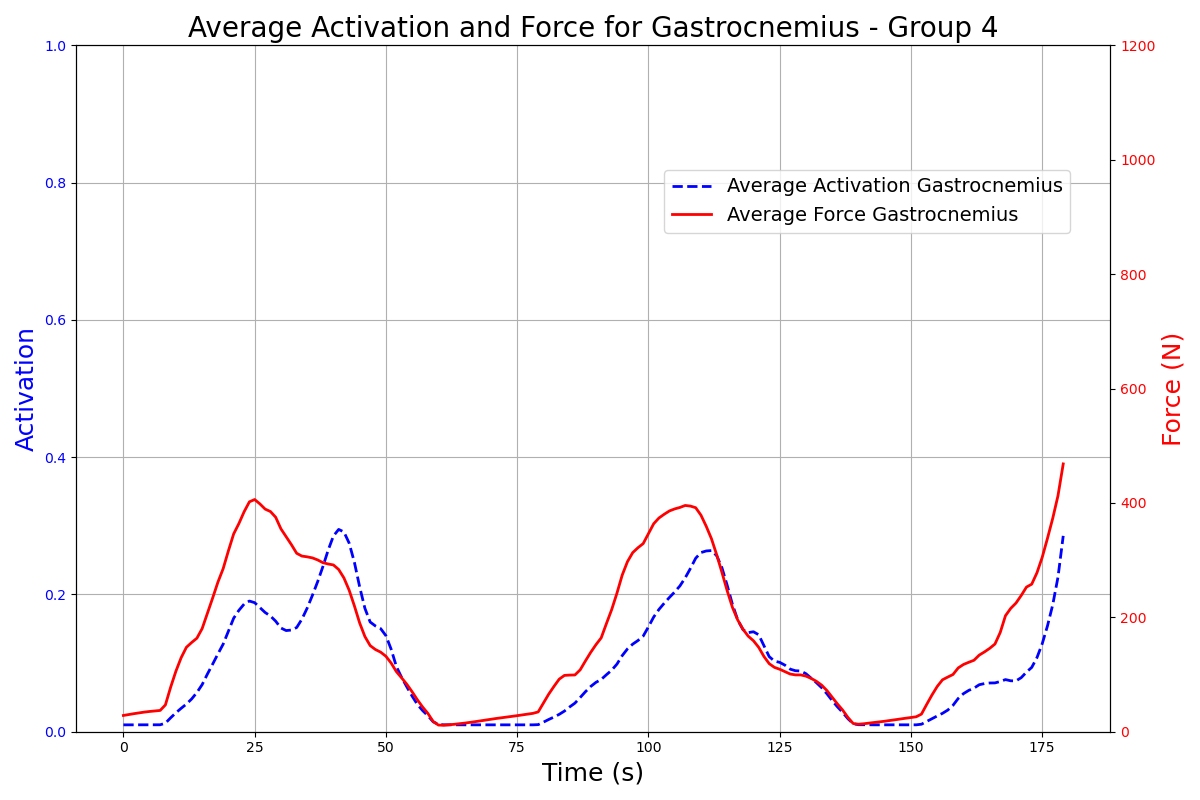 Average Activation and Force for Gastrocnemius - Group 4
1.0
0.8
0.6
0.4
0.2
0.0
Activation
1200
1000
800
600
400
200
0
Force (N)
Average Activation Gastrocnemius
Average Force Gastrocnemius
0 25 50 75 100 125 150 175
Time (s)